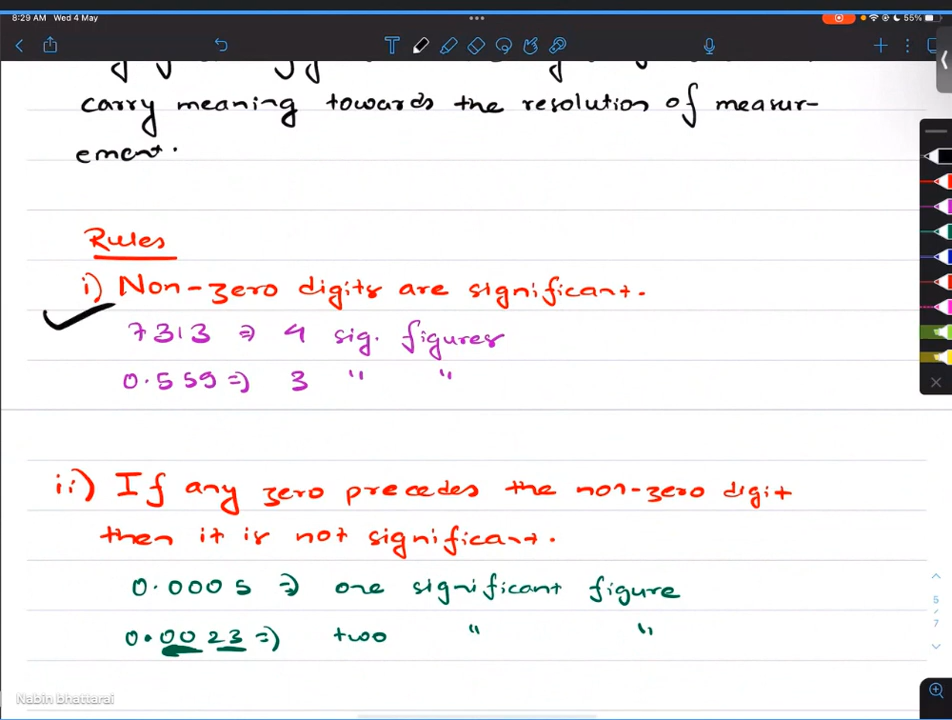 8:29 AM Wed 4 May
55%
carry meaning towards the resolution of measur-
ement.
Rules
i) Non-zero digits are significant.
7313 ⇒ 4 sig. figures
0.559 ⇒ 3 " "
ii) If any zero precedes the non-zero digit
then it is not significant.
0.0005 ⇒ one significant figure
0.0023 ⇒ two " "
5
/
7
Nabin bhattarai